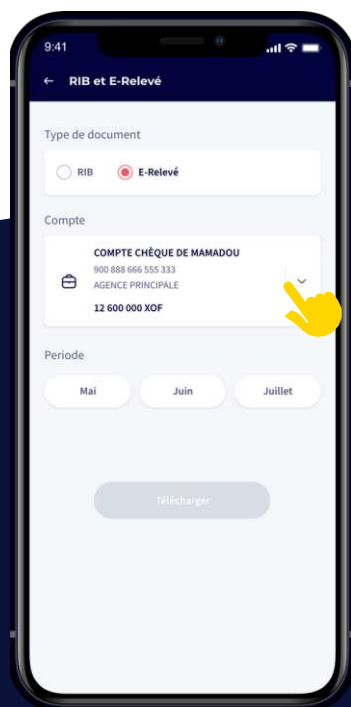 9:41
← RIB et E-Relevé
Type de document
RIB E-Relevé
Compte
COMPTE CHÈQUE DE MAMADOU
900 888 666 555 333
AGENCE PRINCIPALE
12 600 000 XOF
Periode
Mai Juin Juillet
Télécharger